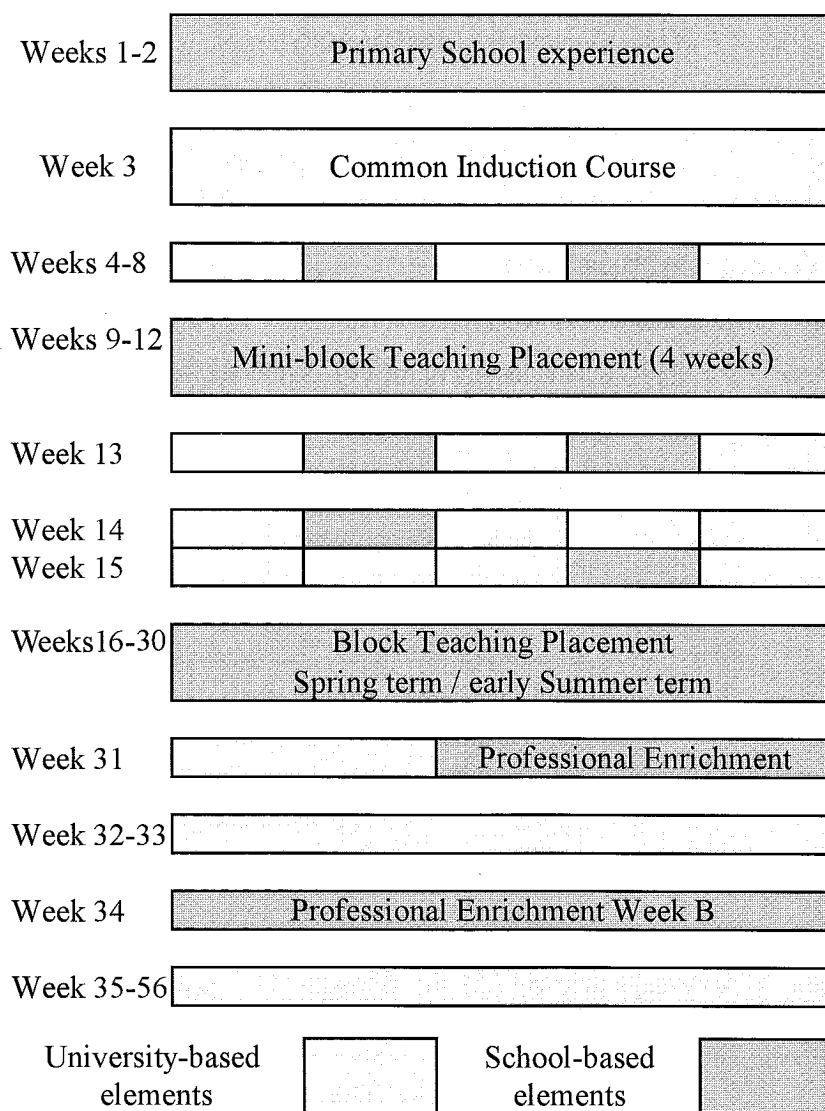 Weeks 1-2
Primary School experience
Week 3
Common Induction Course
Weeks 4-8
Weeks 9-12
Mini-block Teaching Placement (4 weeks)
Week 13
Week 14
Week 15
Weeks16-30
Block Teaching Placement
Spring term / early Summer term
Week 31
Professional Enrichment
Week 32-33
Week 34
Professional Enrichment Week B
Week 35-56
University-based
elements
School-based
elements